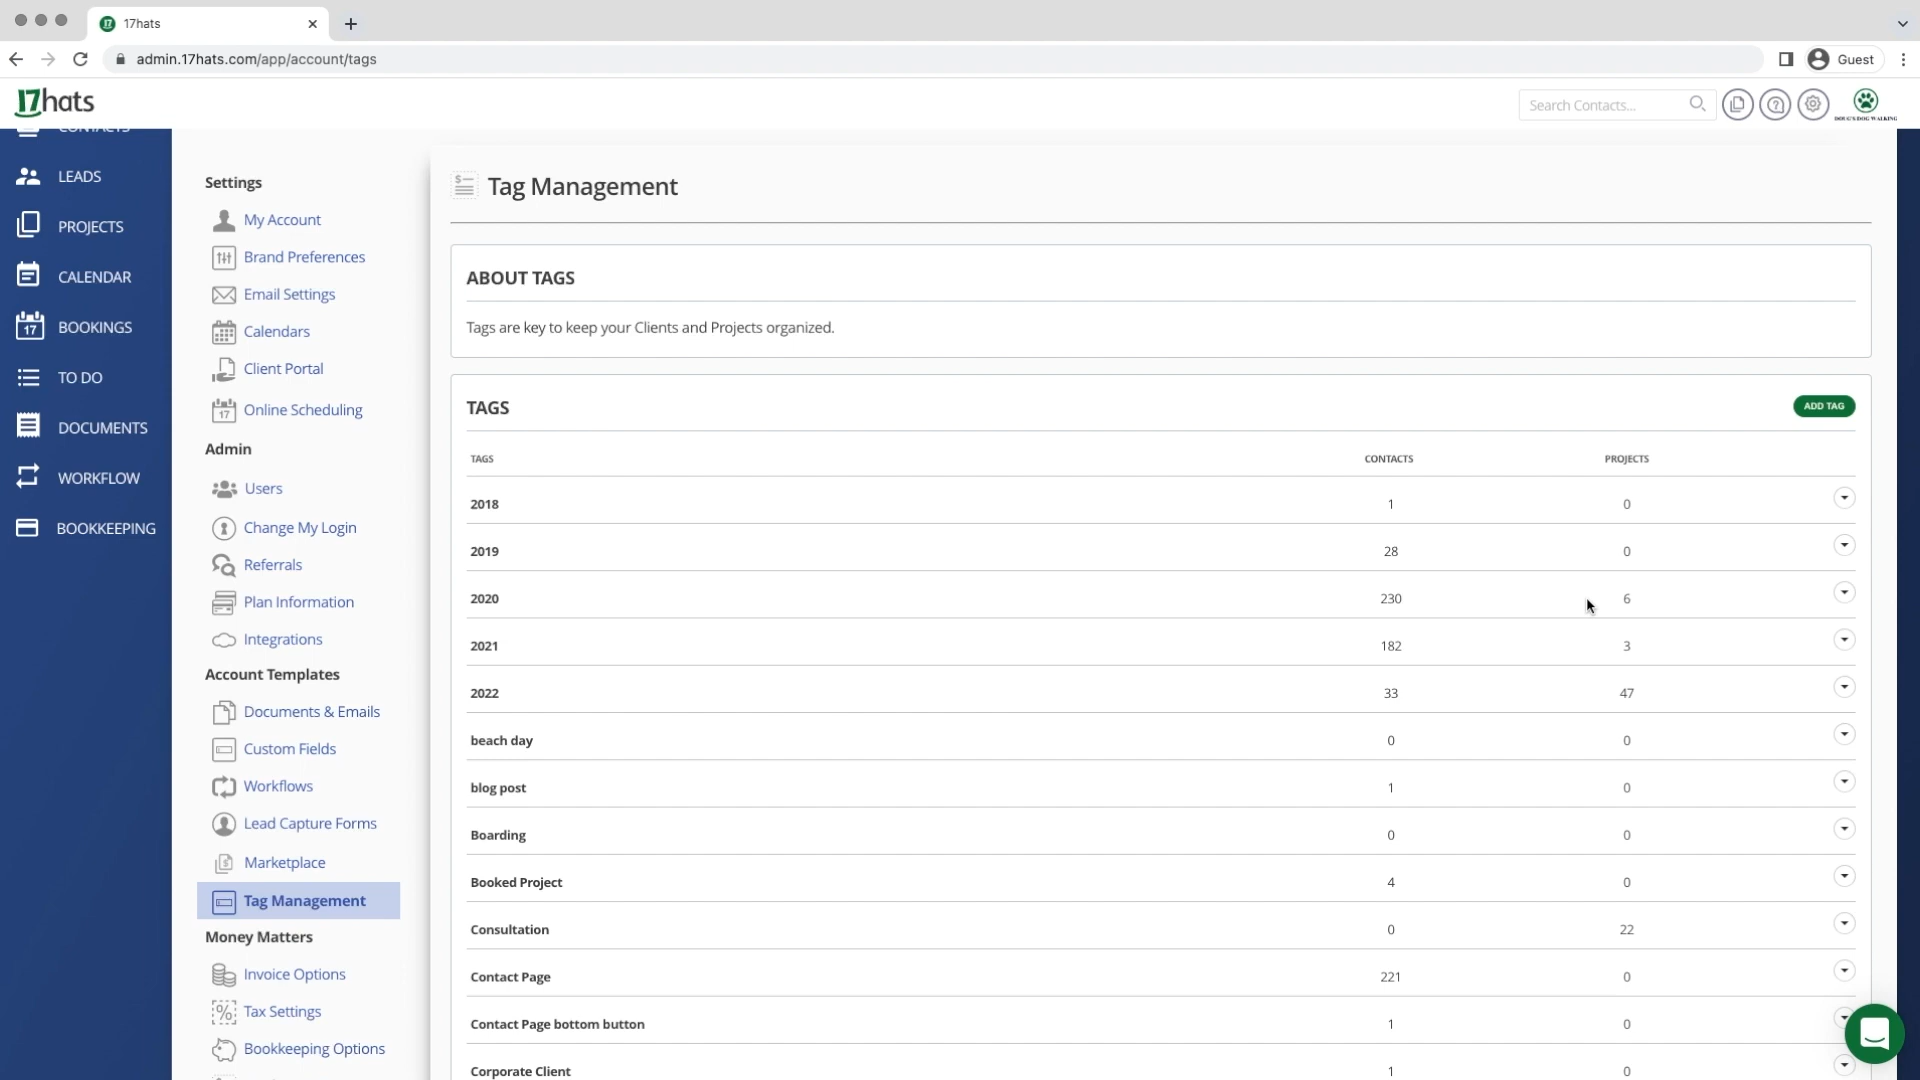 17hats
admin.17hats.com/app/account/tags
Guest
17hats
Search Contacts...
DOUG'S DOG WALKING
CONTACTS
LEADS
PROJECTS
CALENDAR
17
BOOKINGS
TO DO
DOCUMENTS
WORKFLOW
BOOKKEEPING
Settings
My Account
Brand Preferences
Email Settings
Calendars
Client Portal
17
Online Scheduling
Admin
Users
Change My Login
Referrals
Plan Information
Integrations
Account Templates
Documents & Emails
Custom Fields
Workflows
Lead Capture Forms
Marketplace
Tag Management
Money Matters
Invoice Options
Tax Settings
Bookkeeping Options
Tag Management
ABOUT TAGS
Tags are key to keep your Clients and Projects organized.
TAGS
ADD TAG
TAGS CONTACTS PROJECTS
2018 1 0
2019 28 0
2020 230 6
2021 182 3
2022 33 47
beach day 0 0
blog post 1 0
Boarding 0 0
Booked Project 4 0
Consultation 0 22
Contact Page 221 0
Contact Page bottom button 1 0
Corporate Client 1 0